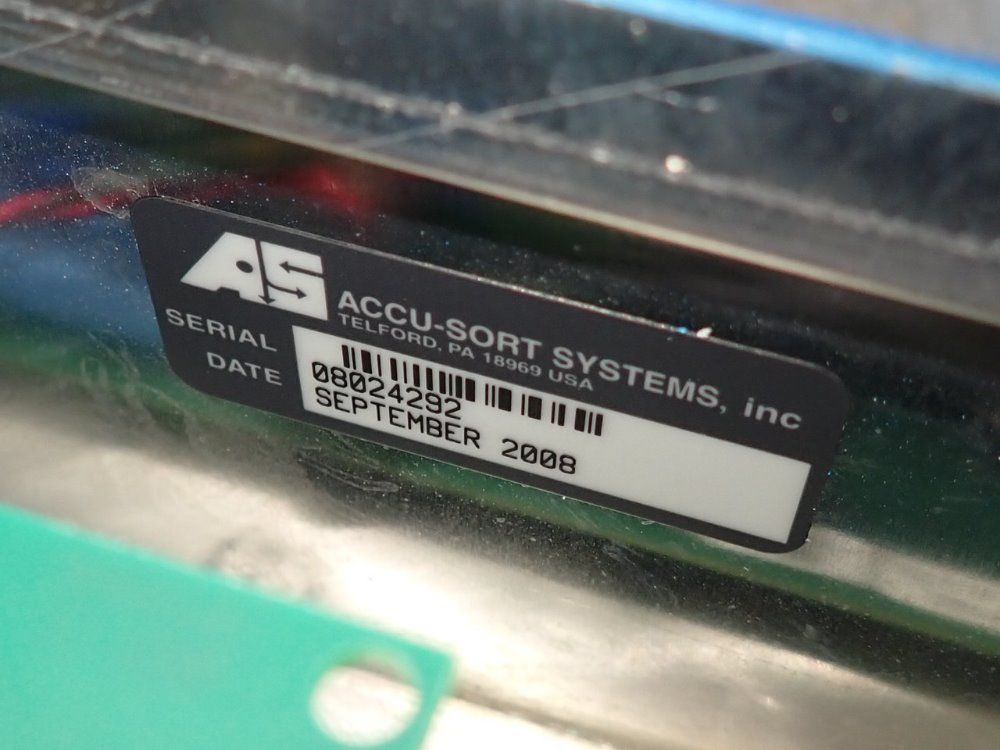 AS
ACCU-SORT SYSTEMS, inc
TELFORD, PA 18969 USA
SERIAL
08024292
DATE
SEPTEMBER 2008